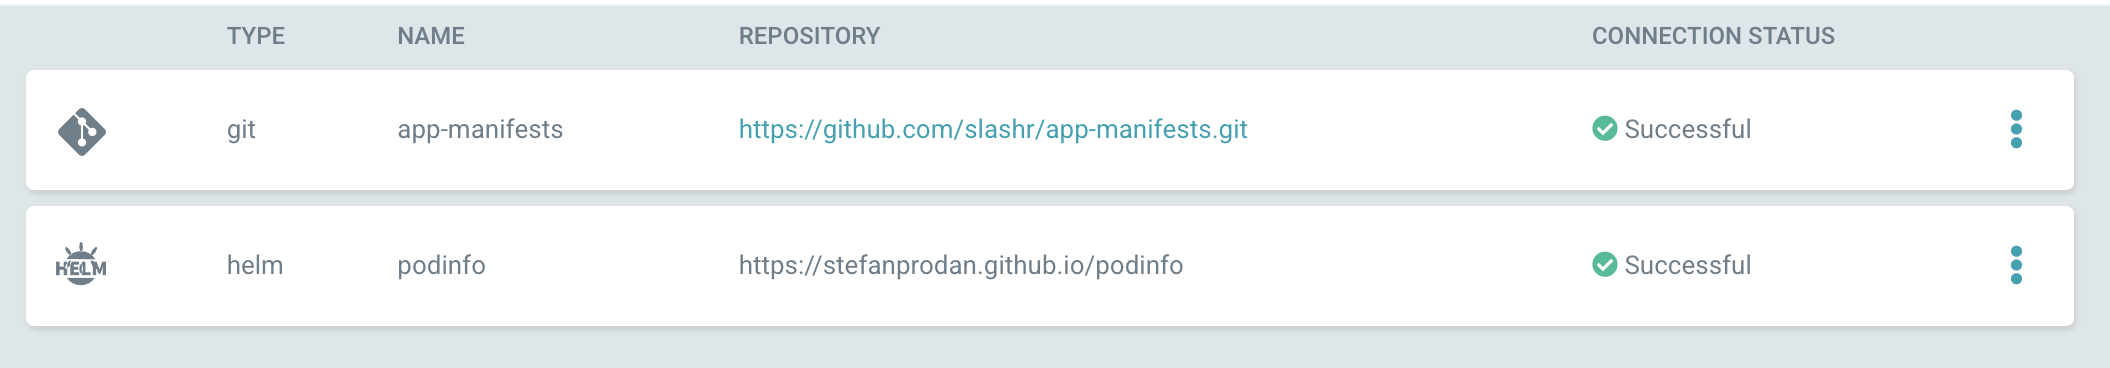 TYPE NAME REPOSITORY CONNECTION STATUS
git app-manifests https://github.com/slashr/app-manifests.git Successful
HELM helm podinfo https://stefanprodan.github.io/podinfo Successful